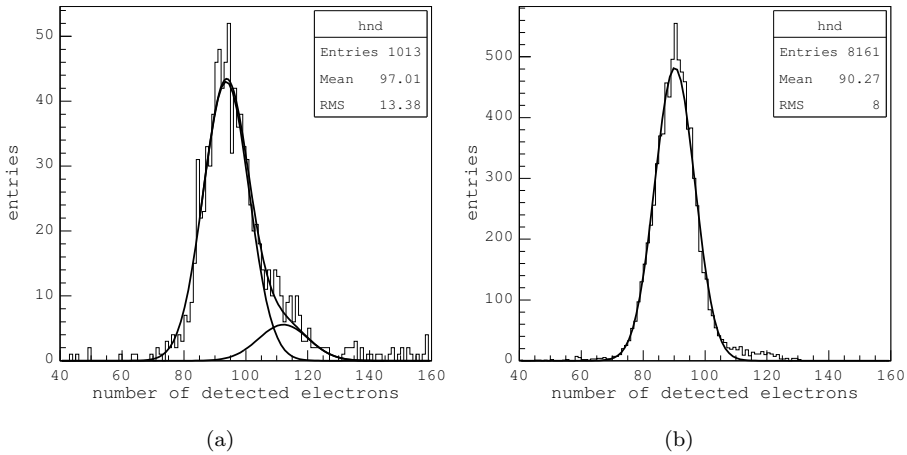 hnd
Entries 1013
Mean 97.01
RMS 13.38
entries
50
40
30
20
10
0
40 60 80 100 120 140 160
number of detected electrons
(a)
hnd
Entries 8161
Mean 90.27
RMS 8
entries
500
400
300
200
100
0
40 60 80 100 120 140 160
number of detected electrons
(b)